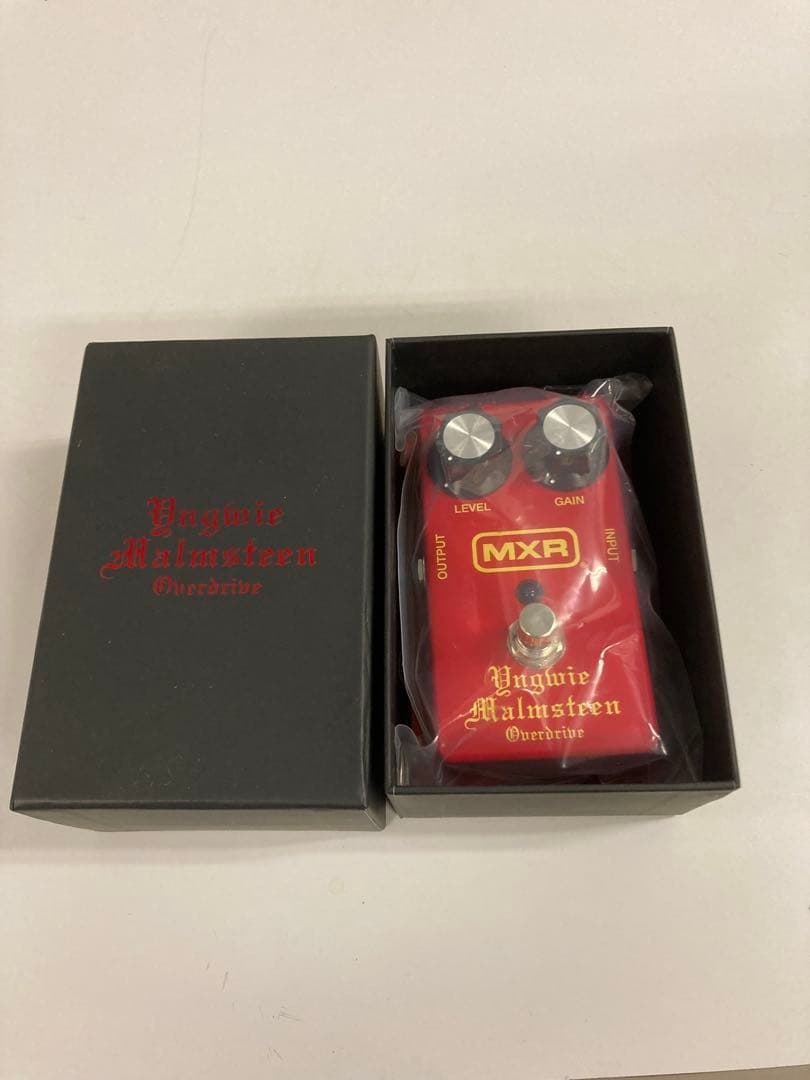 Yngwie
Malmsteen
Overdrive
LEVEL
GAIN
OUTPUT
MXR
INPUT
Yngwie
Malmsteen
Overdrive